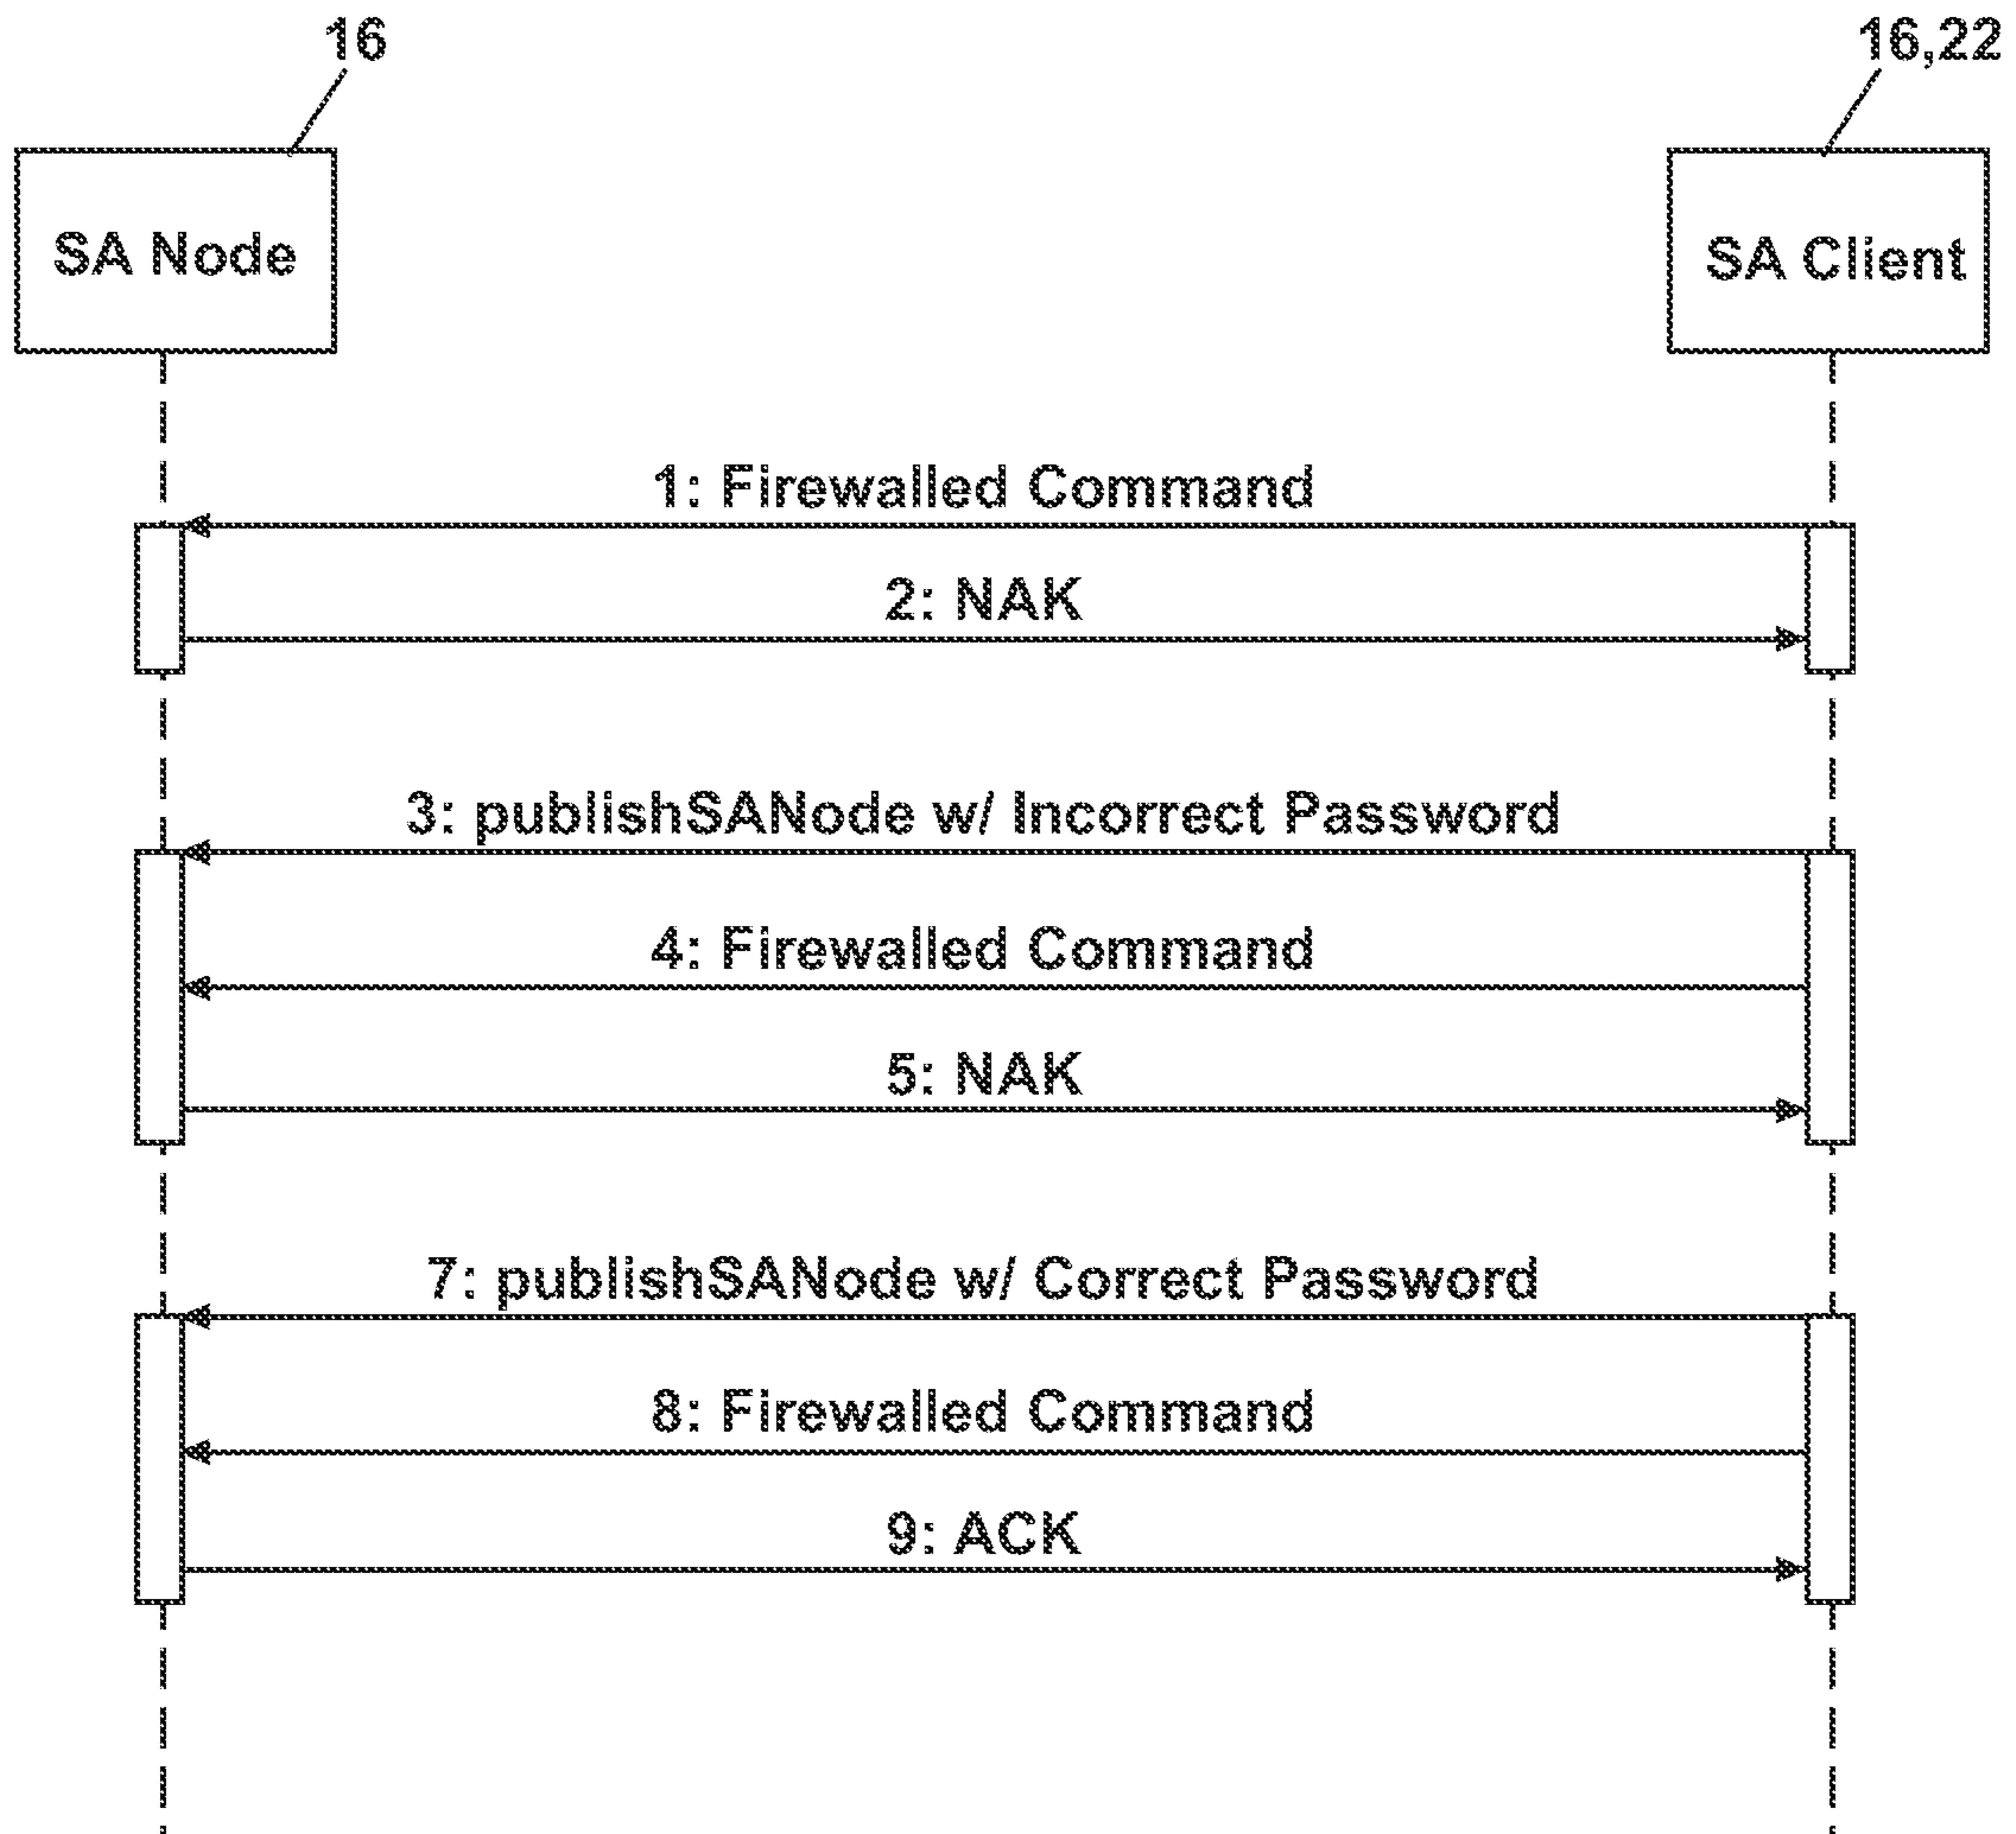 16
16,22
SA Node
SA Client
1: Firewalled Command
2: NAK
3: publishSANode w/ Incorrect Password
4: Firewalled Command
5: NAK
7: publishSANode w/ Correct Password
8: Firewalled Command
9: ACK